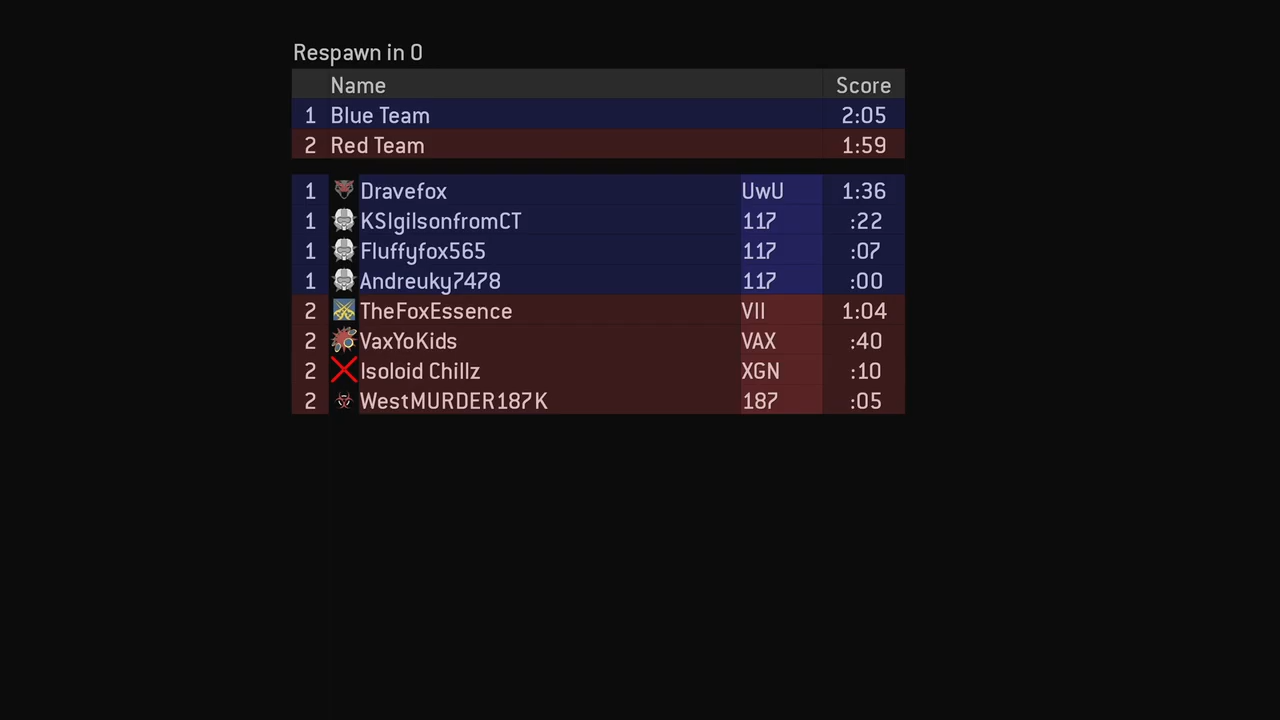 Respawn in 0
Name Score
1 Blue Team 2:05
2 Red Team 1:59
1 Dravefox UwU 1:36
1 KSIgilsonfromCT 117 :22
1 Fluffyfox565 117 :07
1 Andreuky7478 117 :00
2 TheFoxEssence VII 1:04
2 VaxYoKids VAX :40
2 Isoloid Chillz XGN :10
2 WestMURDER187K 187 :05